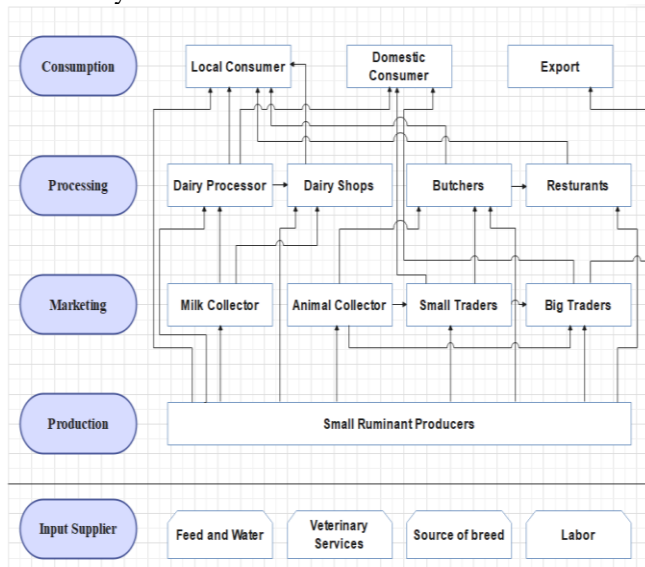 Consumption
Local Consumer
Domestic
Consumer
Export
Processing
Dairy Processor
Dairy Shops
Butchers
Resturants
Marketing
Milk Collector
Animal Collector
Small Traders
Big Traders
Production
Small Ruminant Producers
Input Supplier
Feed and Water
Veterinary
Services
Source of breed
Labor